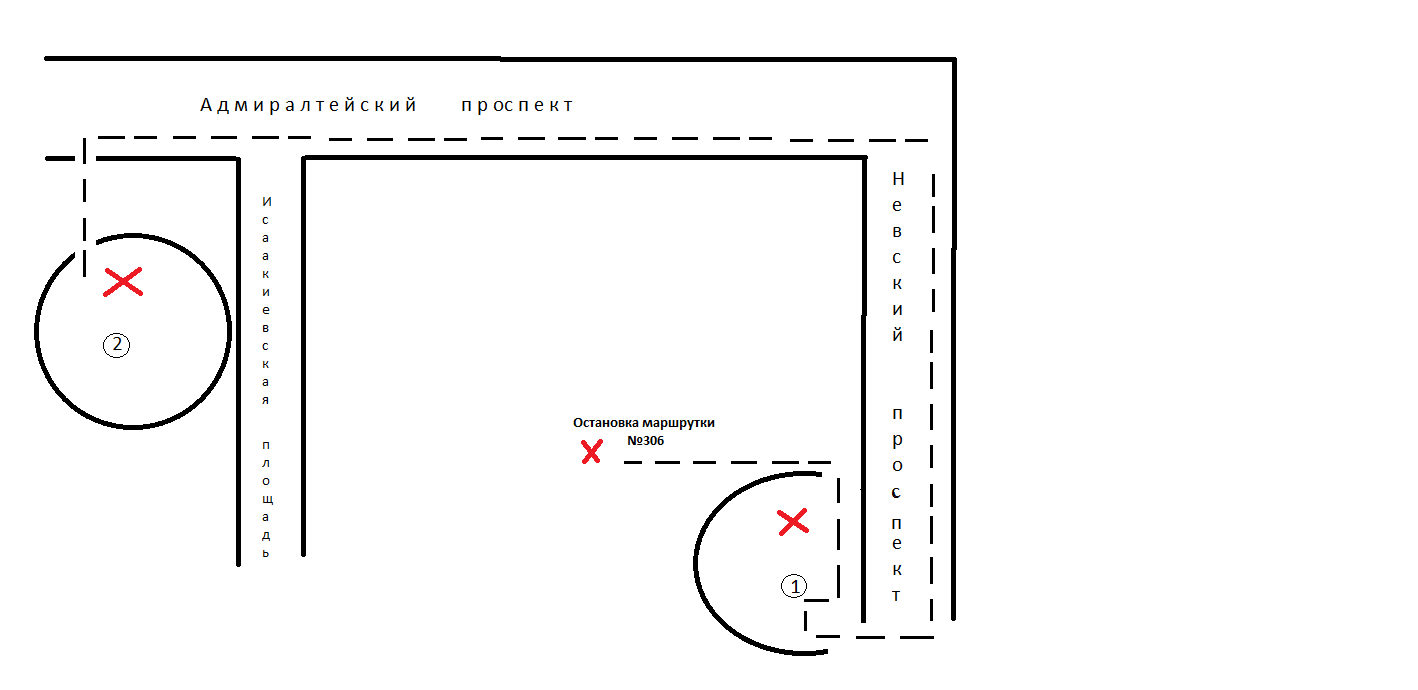 Адмиралтейский проспект
Исаакиевская площадь
Невский проспект
2
Остановка маршрутки
№306
1